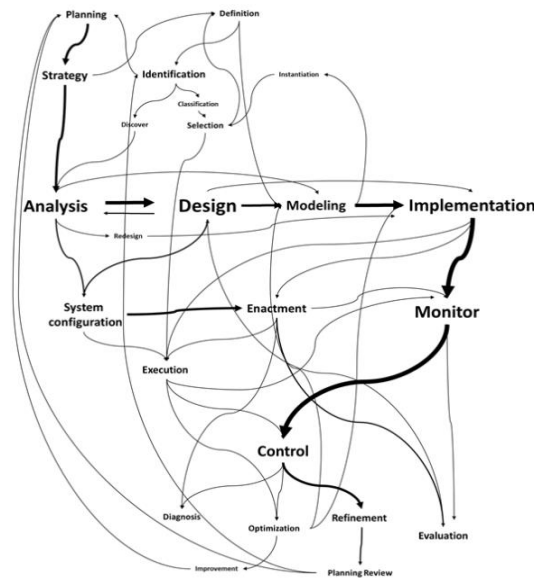 Planning
Definition
Strategy
Identification
Instantiation
Classification
Discover
Selection
Analysis
Design
Modeling
Implementation
Redesign
System
configuration
Enactment
Monitor
Execution
Control
Diagnosis
Optimization
Refinement
Evaluation
Improvement
Planning Review